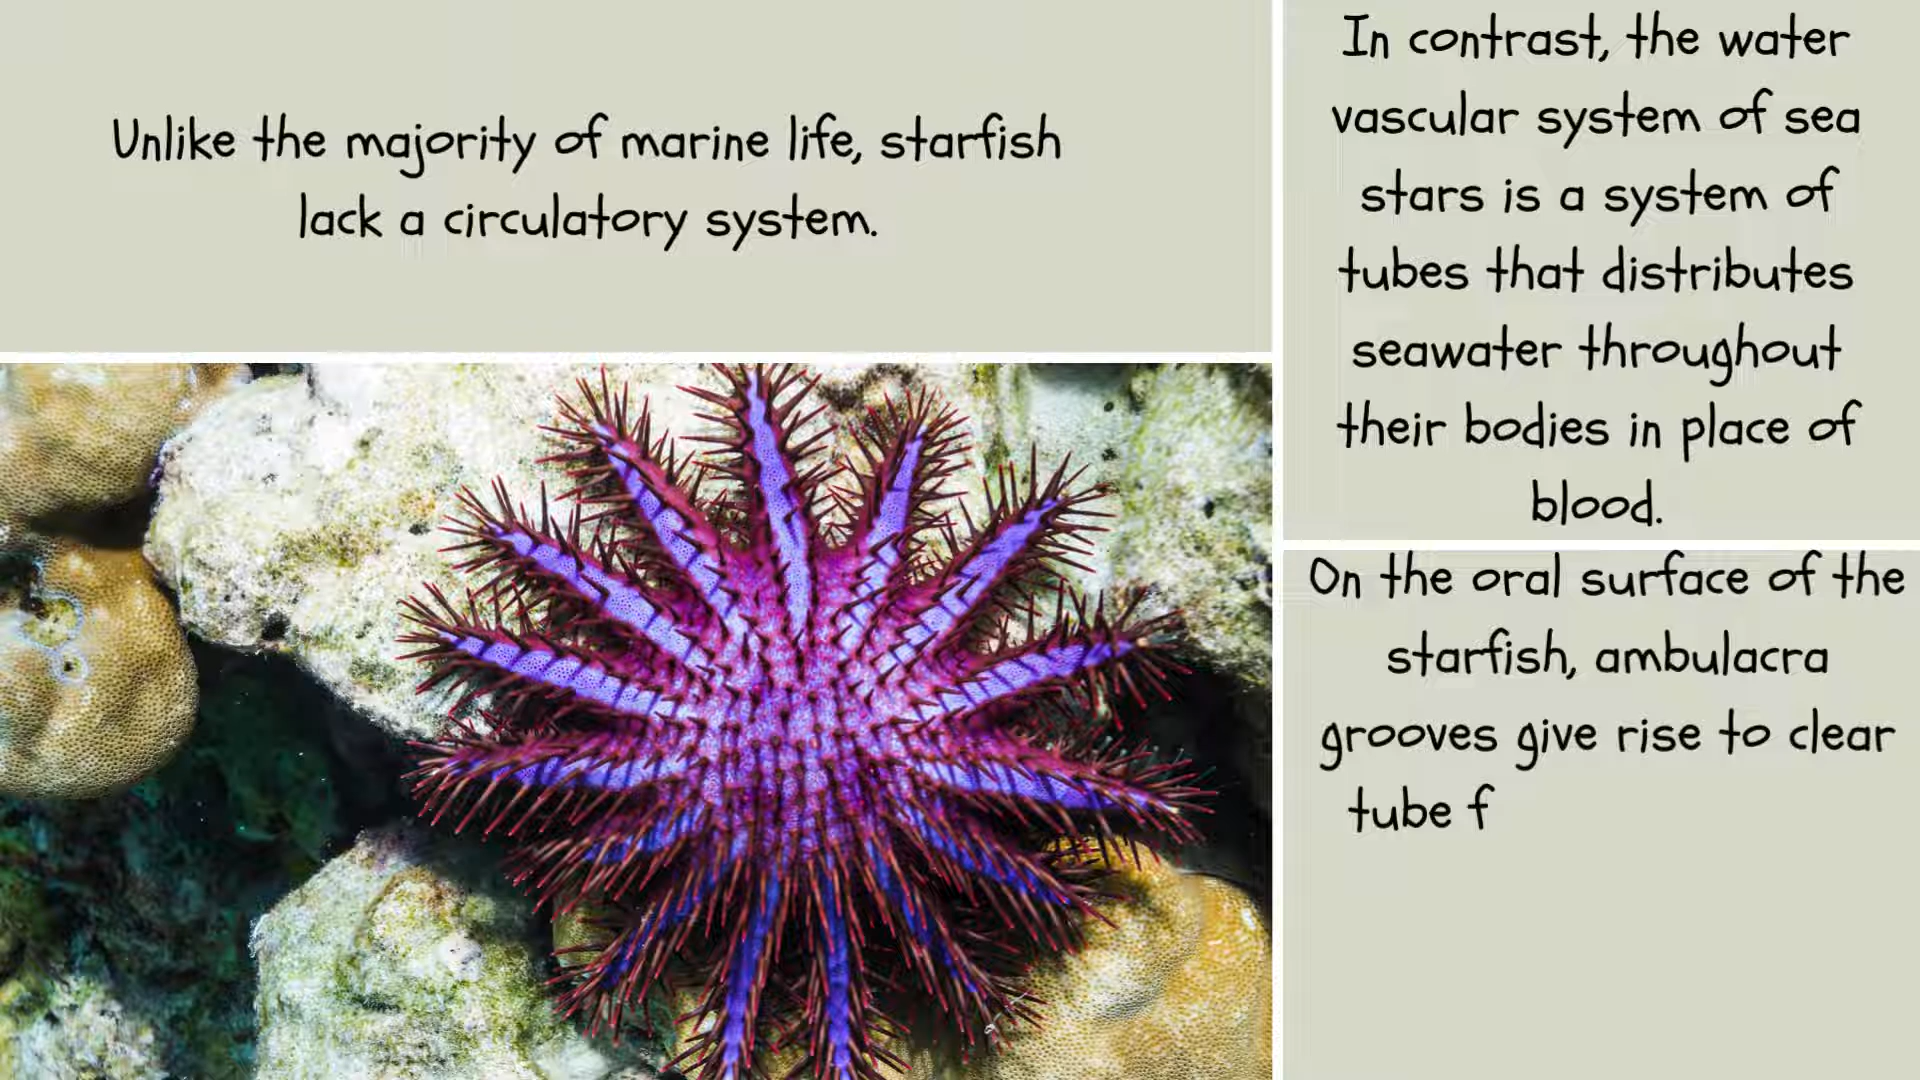 Unlike the majority of marine life, starfish
lack a circulatory system.
In contrast, the water
vascular system of sea
stars is a system of
tubes that distributes
seawater throughout
their bodies in place of
blood.
On the oral surface of the
starfish, ambulacra
grooves give rise to clear
tube f